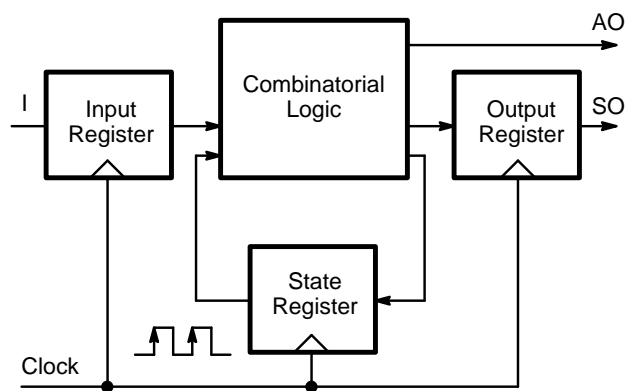 AO
I
Input
Register
Combinatorial
Logic
Output
Register
SO
State
Register
Clock